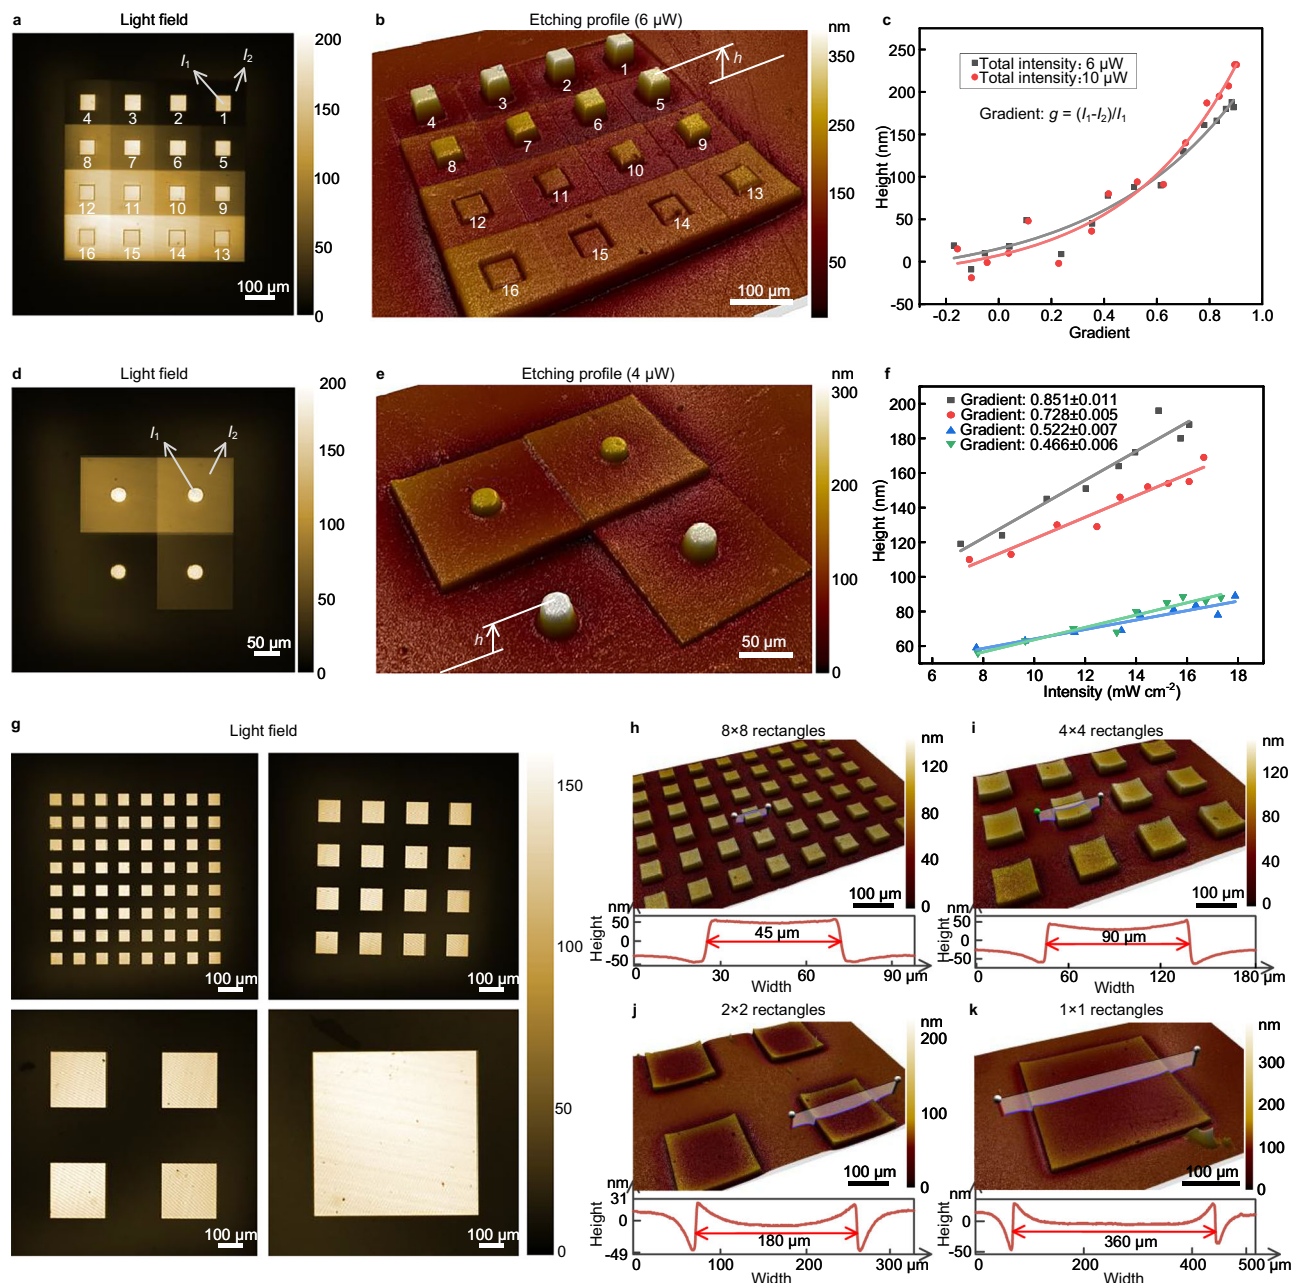 a
Light field
I1
I2
4
3
2
1
8
7
6
5
12
11
10
9
16
15
14
13
100 µm
200
150
100
50
0
b
Etching profile (6 µW)
1
2
3
4
5
6
7
8
9
10
11
12
13
14
15
16
h
100 µm
nm
350
250
150
50
c
Total intensity: 6 µW
Total intensity:10 µW
Gradient: g = (I1-I2)/I1
Height (nm)
250
200
150
100
50
0
-50
-0.2
0.0
0.2
0.4
0.6
0.8
1.0
Gradient
d
Light field
I1
I2
50 µm
200
150
100
50
0
e
Etching profile (4 µW)
h
50 µm
nm
300
200
100
0
f
Gradient: 0.851±0.011
Gradient: 0.728±0.005
Gradient: 0.522±0.007
Gradient: 0.466±0.006
Height (nm)
200
180
160
140
120
100
80
60
6
8
10
12
14
16
18
Intensity (mW cm-2)
g
Light field
100 µm
100 µm
100 µm
100 µm
150
100
50
0
h
8×8 rectangles
nm
120
80
40
0
100 µm
nm
Height
50
0
-50
45 µm
0
30
60
90 µm
Width
i
4×4 rectangles
nm
120
80
40
0
100 µm
nm
Height
50
0
-50
90 µm
0
60
120
180 µm
Width
j
2×2 rectangles
nm
200
100
0
100 µm
nm
Height
31
0
-49
180 µm
0
100
200
300 µm
Width
k
1×1 rectangles
nm
300
200
100
0
100 µm
nm
Height
50
0
-50
360 µm
0
200
400
500 µm
Width